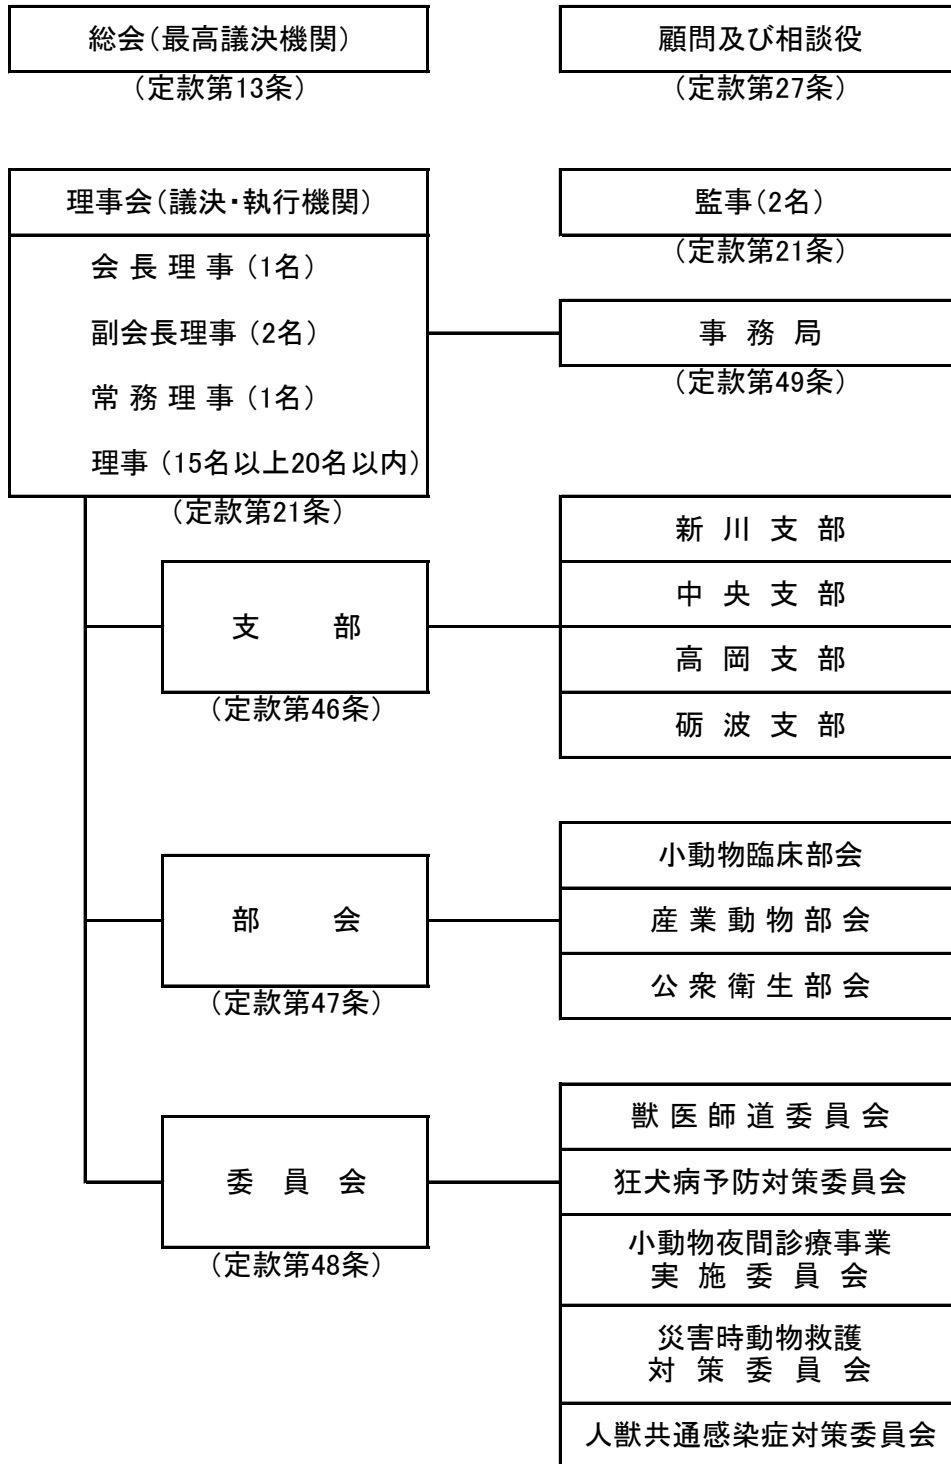 総会(最高議決機関)
(定款第13条)
顧問及び相談役
(定款第27条)
理事会(議決・執行機関)
会長理事(1名)
副会長理事(2名)
常務理事(1名)
理事(15名以上20名以内)
(定款第21条)
監事(2名)
(定款第21条)
事務局
(定款第49条)
支部
(定款第46条)
新川支部
中央支部
高岡支部
砺波支部
部会
(定款第47条)
小動物臨床部会
産業動物部会
公衆衛生部会
委員会
(定款第48条)
獣医師道委員会
狂犬病予防対策委員会
小動物夜間診療事業
実施委員会
災害時動物救護
対策委員会
人獣共通感染症対策委員会